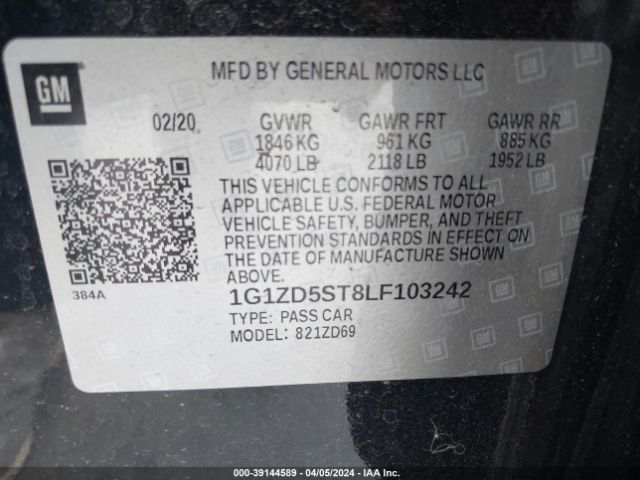 GM
MFD BY GENERAL MOTORS LLC
02/20 GVWR GAWR FRT GAWR RR
1846 KG 961 KG 885 KG
4070 LB 2118 LB 1952 LB
THIS VEHICLE CONFORMS TO ALL
APPLICABLE U.S. FEDERAL MOTOR
VEHICLE SAFETY, BUMPER, AND THEFT
PREVENTION STANDARDS IN EFFECT ON
THE DATE OF MANUFACTURE SHOWN
ABOVE.
384A
1G1ZD5ST8LF103242
TYPE: PASS CAR
MODEL: 821ZD69
000-39144589 - 04/05/2024 - IAA Inc.